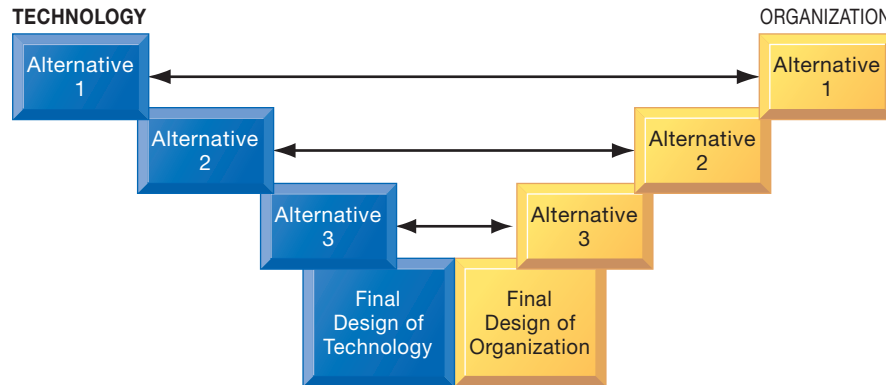 TECHNOLOGY
ORGANIZATION
Alternative
1
Alternative
1
Alternative
2
Alternative
2
Alternative
3
Alternative
3
Final
Design of
Technology
Final
Design of
Organization